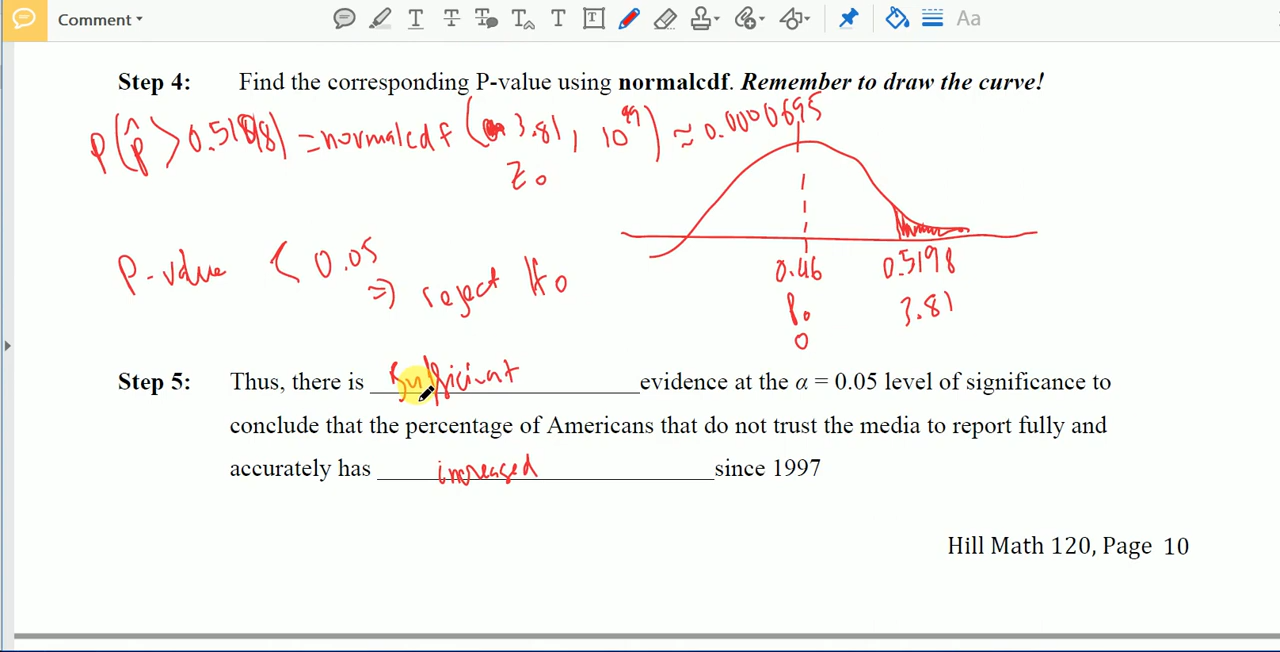 Comment
Aa
Step 4: Find the corresponding P-value using normalcdf. Remember to draw the curve!
P(p̂ > 0.5198) = normalcdf (3.81, 10^99) ≈ 0.0000695
z₀
P-value < 0.05
⇒ reject H₀
0.46 0.5198
p₀ 3.81
0
Step 5: Thus, there is sufficient evidence at the α = 0.05 level of significance to
conclude that the percentage of Americans that do not trust the media to report fully and
accurately has increased since 1997
Hill Math 120, Page 10